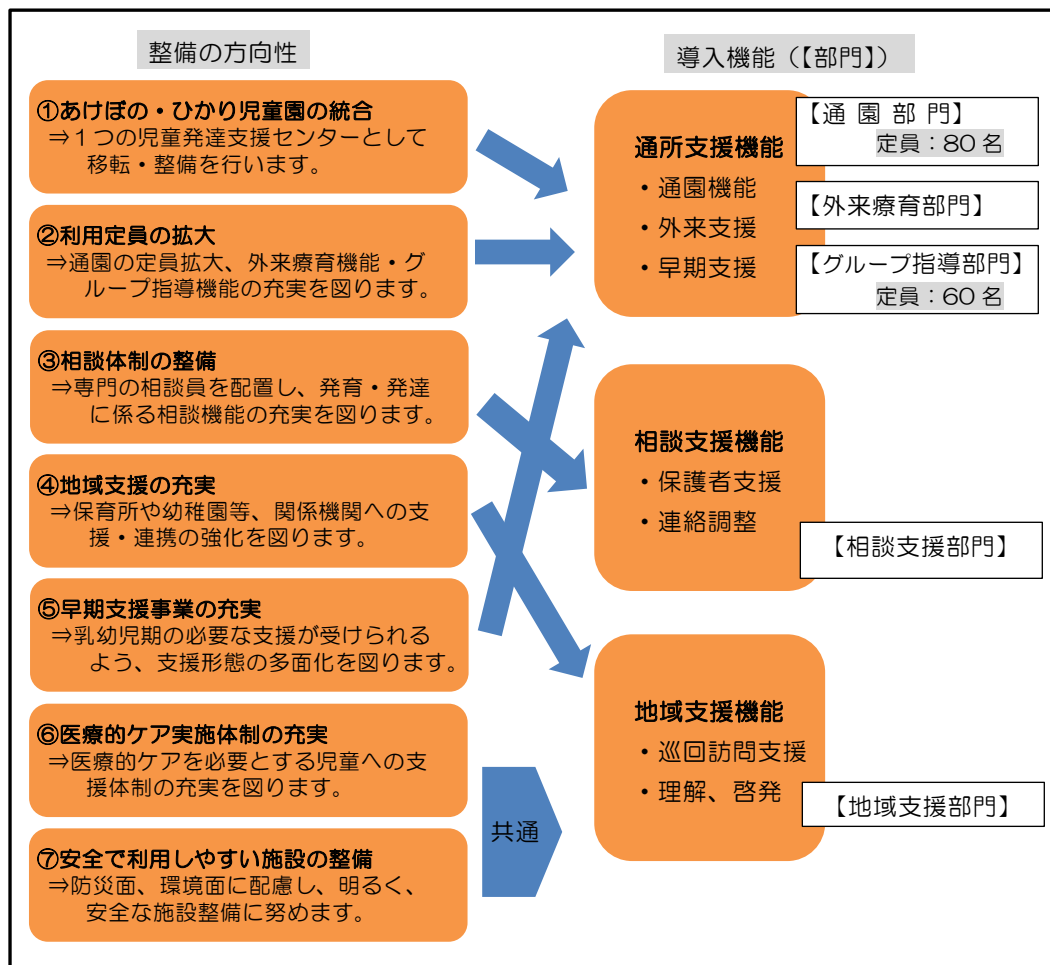 整備の方向性
①あけぼの・ひかり児童園の統合
⇒1つの児童発達支援センターとして
移転・整備を行います。
②利用定員の拡大
⇒通園の定員拡大、外来療育機能・グ
ループ指導機能の充実を図ります。
③相談体制の整備
⇒専門の相談員を配置し、発育・発達
に係る相談機能の充実を図ります。
④地域支援の充実
⇒保育所や幼稚園等、関係機関への支
援・連携の強化を図ります。
⑤早期支援事業の充実
⇒乳幼児期の必要な支援が受けられる
よう、支援形態の多面化を図ります。
⑥医療的ケア実施体制の充実
⇒医療的ケアを必要とする児童への支
援体制の充実を図ります。
⑦安全で利用しやすい施設の整備
⇒防災面、環境面に配慮し、明るく、
安全な施設整備に努めます。
共通
導入機能(【部門】)
通所支援機能
・通園機能
・外来支援
・早期支援
【通 園 部 門】
定員:80 名
【外来療育部門】
【グループ指導部門】
定員:60 名
相談支援機能
・保護者支援
・連絡調整
【相談支援部門】
地域支援機能
・巡回訪問支援
・理解、啓発
【地域支援部門】